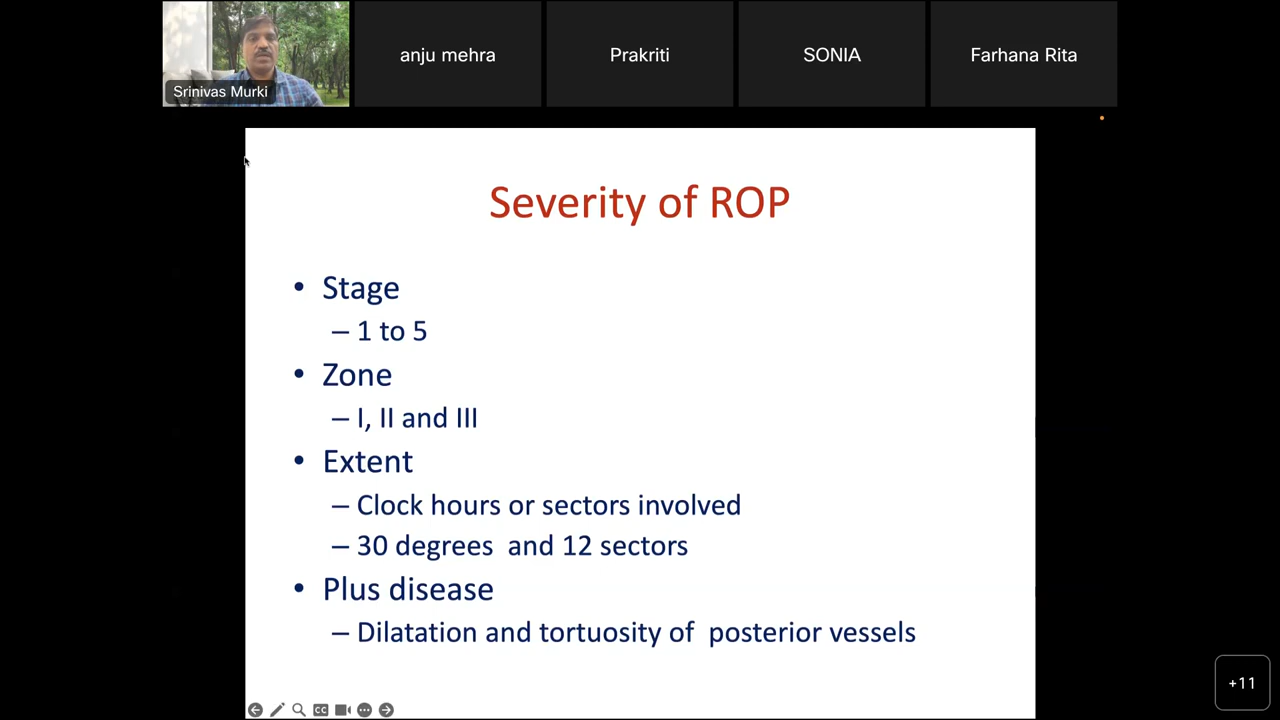 Srinivas Murki
anju mehra
Prakriti
SONIA
Farhana Rita
Severity of ROP
• Stage
– 1 to 5
• Zone
– I, II and III
• Extent
– Clock hours or sectors involved
– 30 degrees and 12 sectors
• Plus disease
– Dilatation and tortuosity of posterior vessels
CC
+11